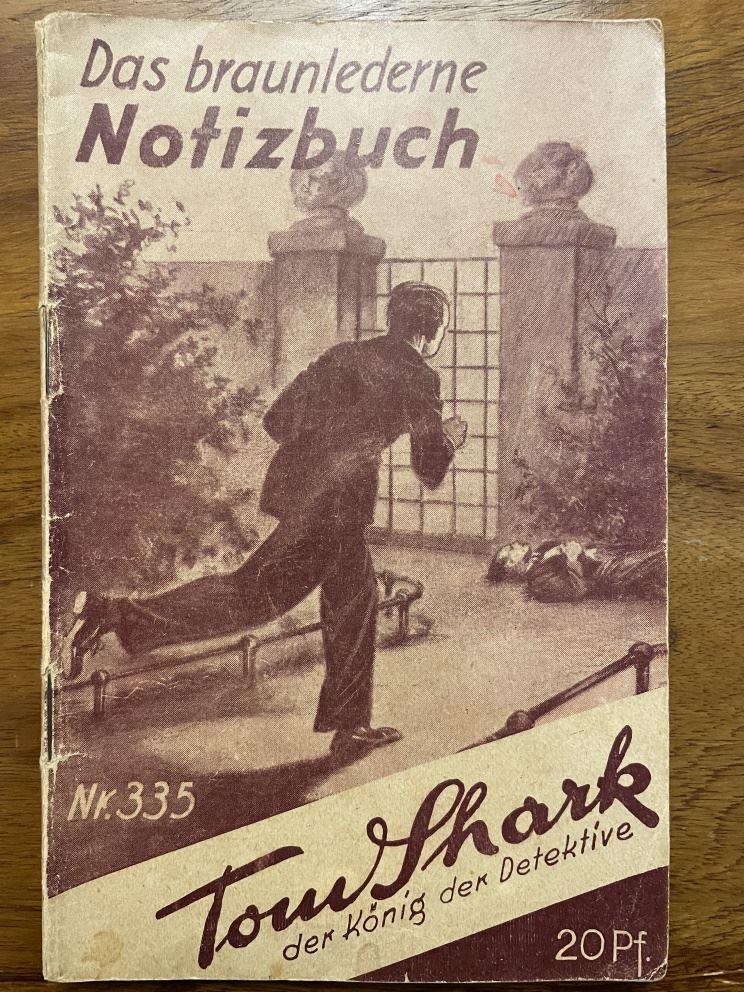 Das braunlederne
Notizbuch
Nr. 335
Tom Shark
der König der Detektive
20 Pf.